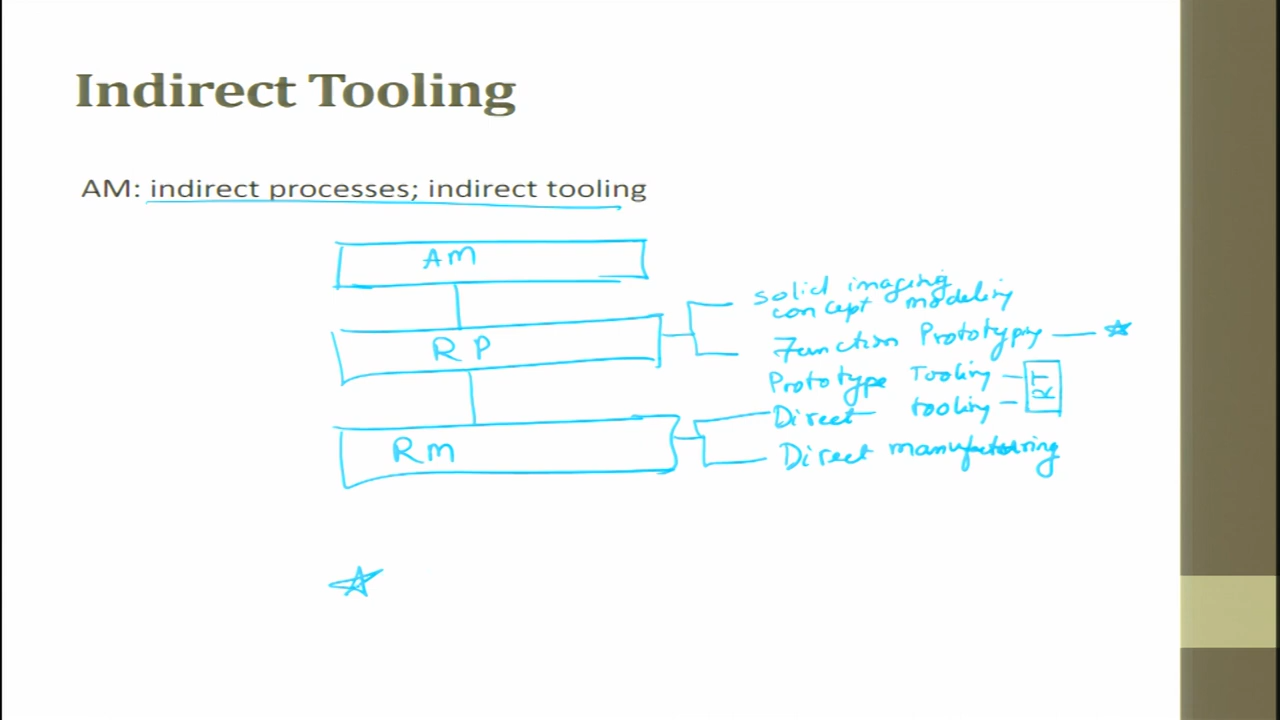 Indirect Tooling
AM: indirect processes; indirect tooling
AM
solid imaging
concept modeling
RP
Function Prototypy
Prototype Tooling
RT
Direct tooling
Rm
Direct manufacturing